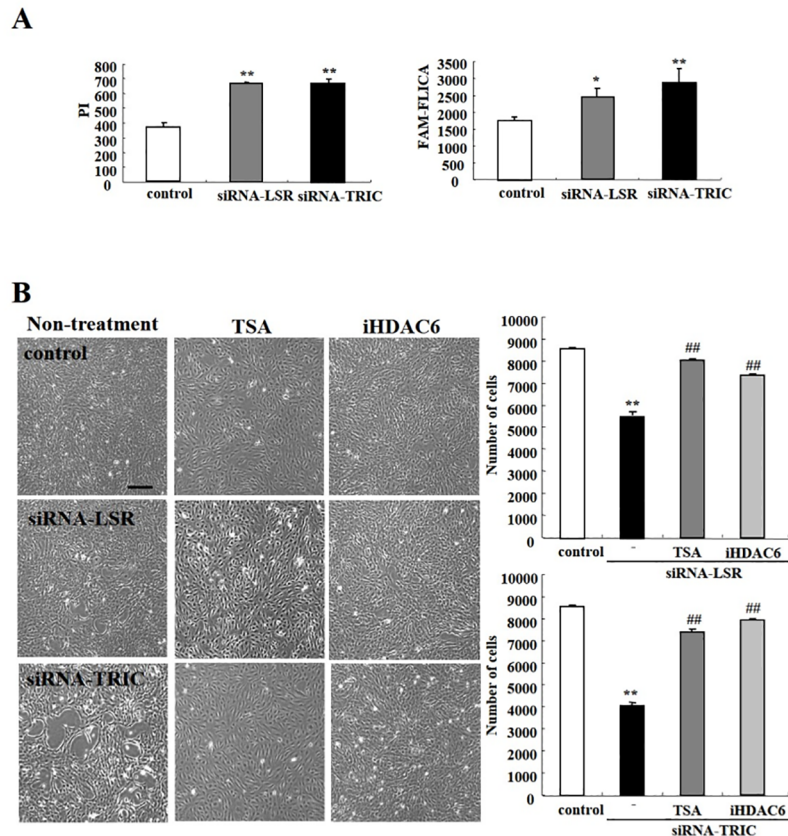 A
PI
800
700
600
500
400
300
200
100
0
**
**
control
siRNA-LSR
siRNA-TRIC
FAM-FLICA
3500
3000
2500
2000
1500
1000
500
0
*
**
control
siRNA-LSR
siRNA-TRIC
B
Non-treatment
TSA
iHDAC6
control
siRNA-LSR
siRNA-TRIC
Number of cells
10000
9000
8000
7000
6000
5000
4000
3000
2000
1000
0
**
##
##
control
-
TSA
iHDAC6
siRNA-LSR
Number of cells
10000
9000
8000
7000
6000
5000
4000
3000
2000
1000
0
**
##
##
control
-
TSA
iHDAC6
siRNA-TRIC